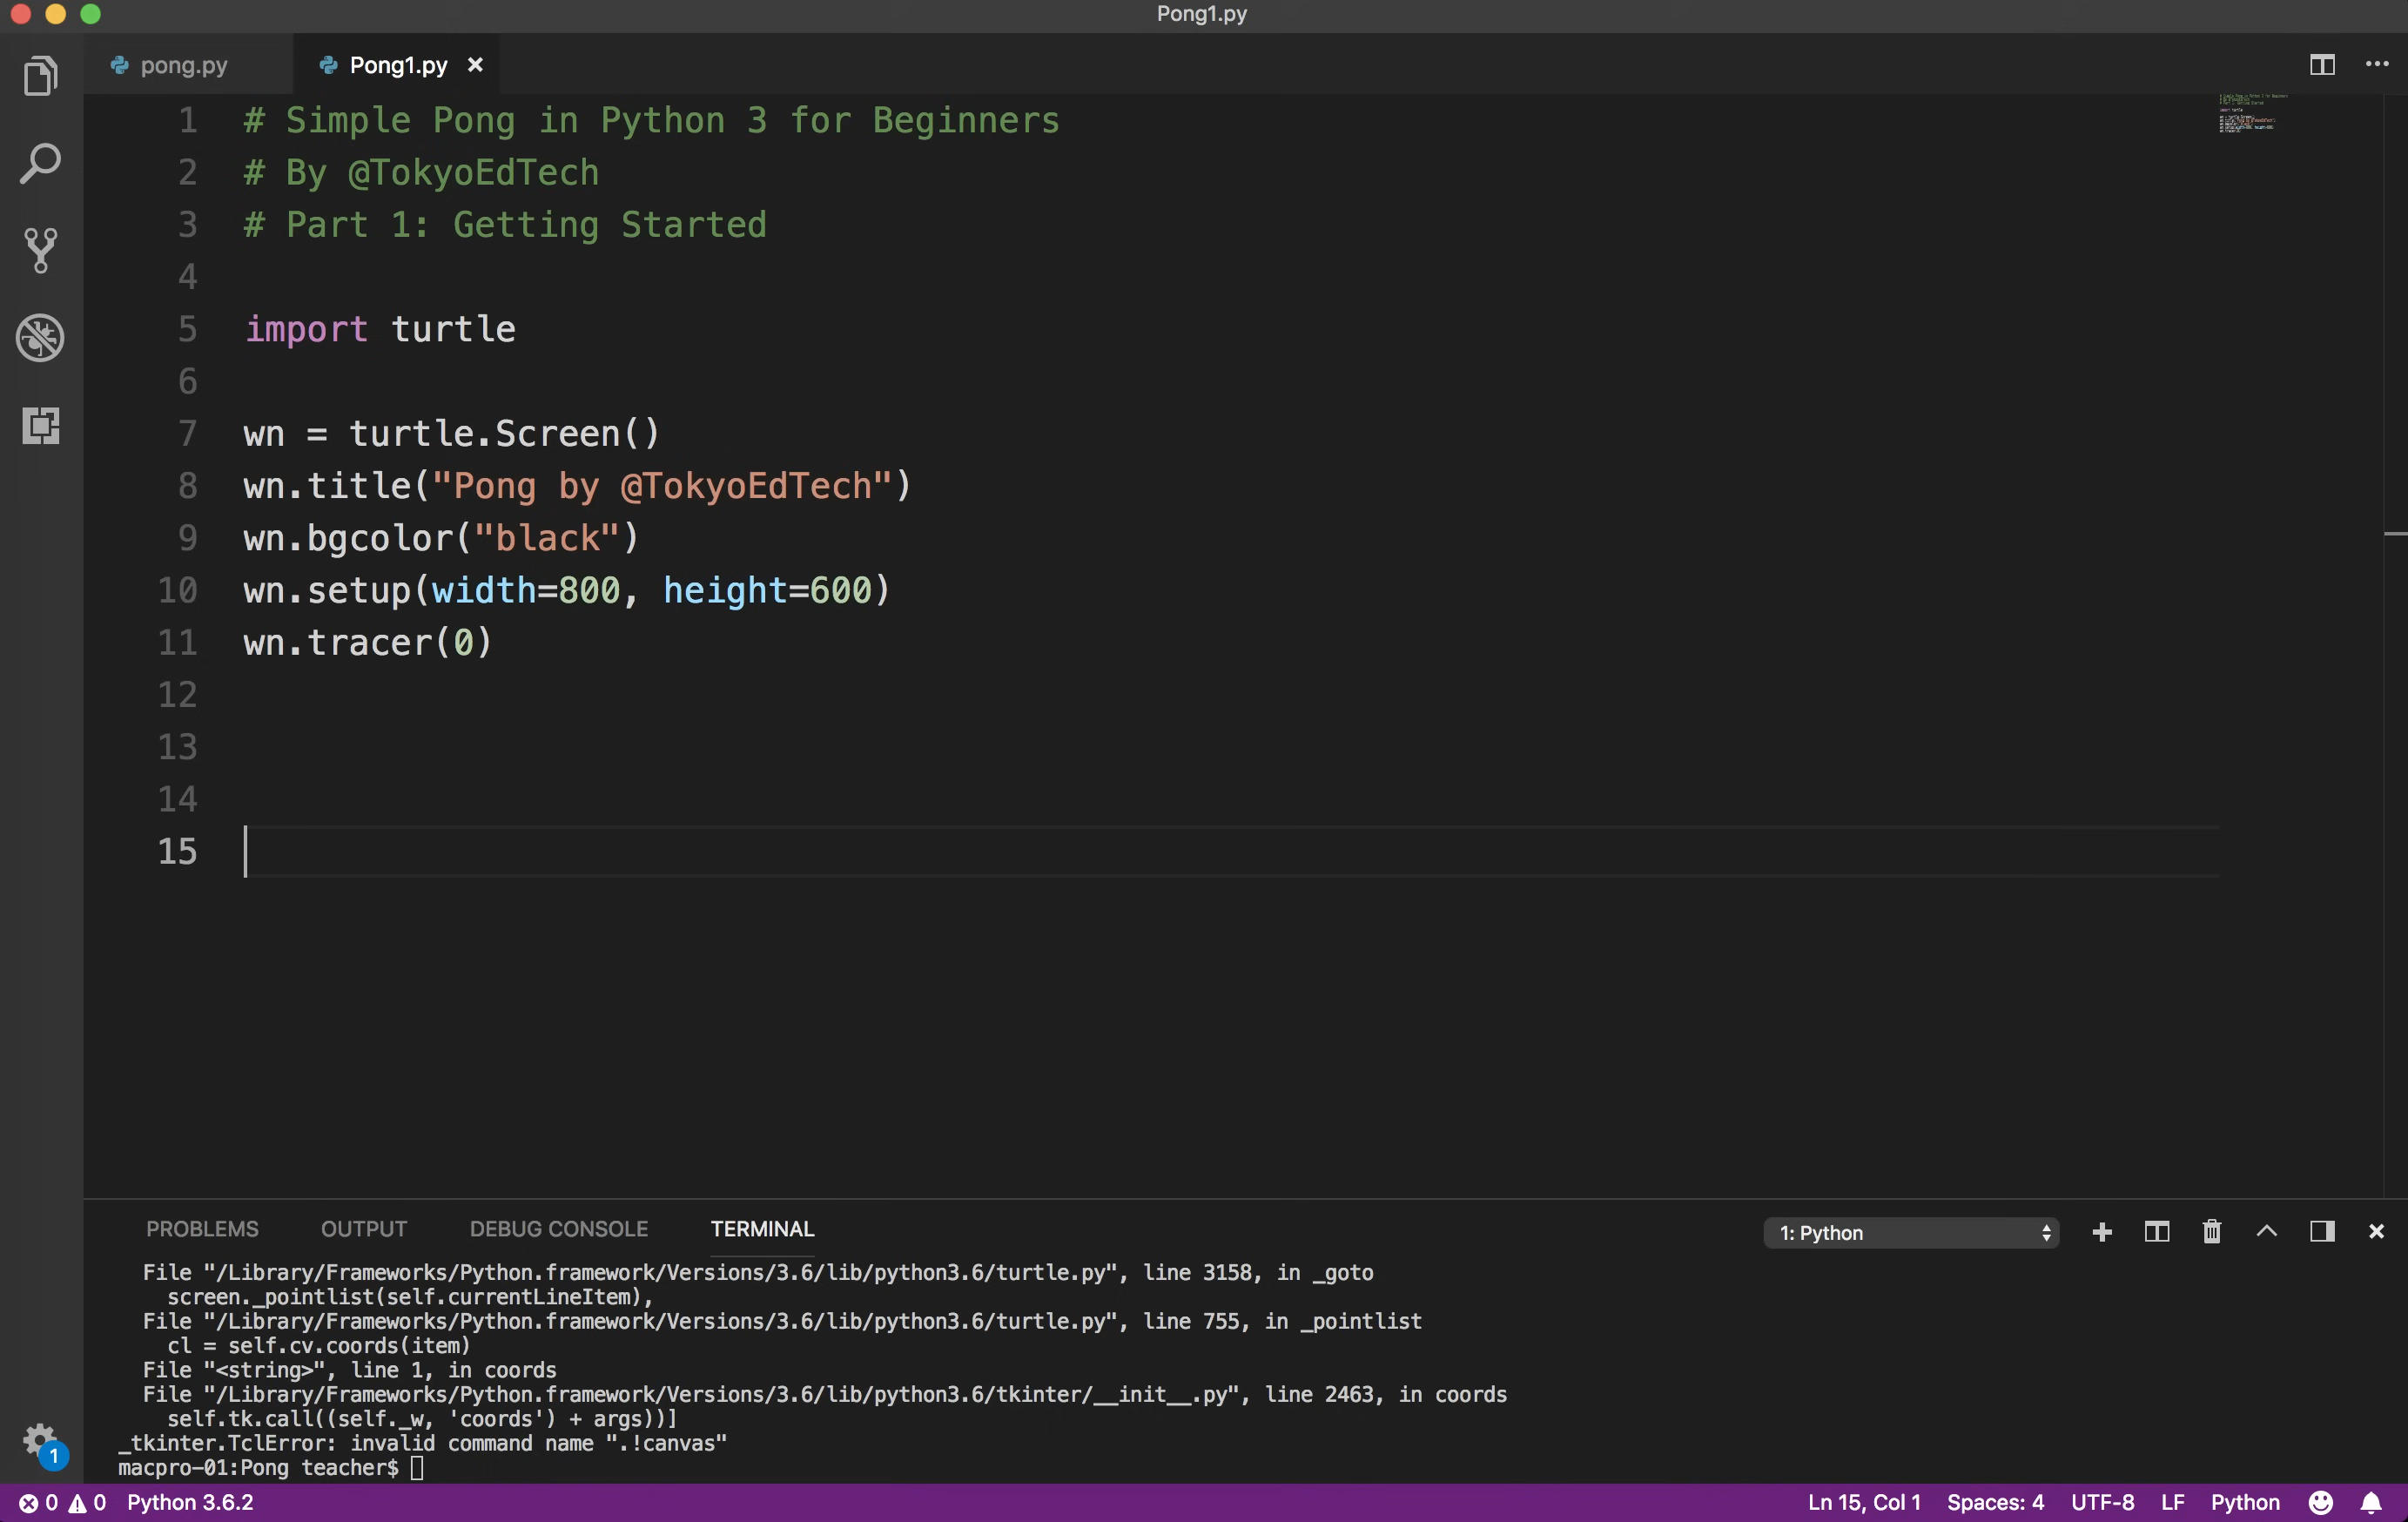 Pong1.py
pong.py
Pong1.py
1 # Simple Pong in Python 3 for Beginners
2 # By @TokyoEdTech
3 # Part 1: Getting Started
4
5 import turtle
6
7 wn = turtle.Screen()
8 wn.title("Pong by @TokyoEdTech")
9 wn.bgcolor("black")
10 wn.setup(width=800, height=600)
11 wn.tracer(0)
12
13
14
15
PROBLEMS OUTPUT DEBUG CONSOLE TERMINAL 1: Python
File "/Library/Frameworks/Python.framework/Versions/3.6/lib/python3.6/turtle.py", line 3158, in _goto
screen._pointlist(self.currentLineItem),
File "/Library/Frameworks/Python.framework/Versions/3.6/lib/python3.6/turtle.py", line 755, in _pointlist
cl = self.cv.coords(item)
File "<string>", line 1, in coords
File "/Library/Frameworks/Python.framework/Versions/3.6/lib/python3.6/tkinter/__init__.py", line 2463, in coords
self.tk.call((self._w, 'coords') + args))]
_tkinter.TclError: invalid command name ".!canvas"
macpro-01:Pong teacher$
1
0 0 Python 3.6.2 Ln 15, Col 1 Spaces: 4 UTF-8 LF Python